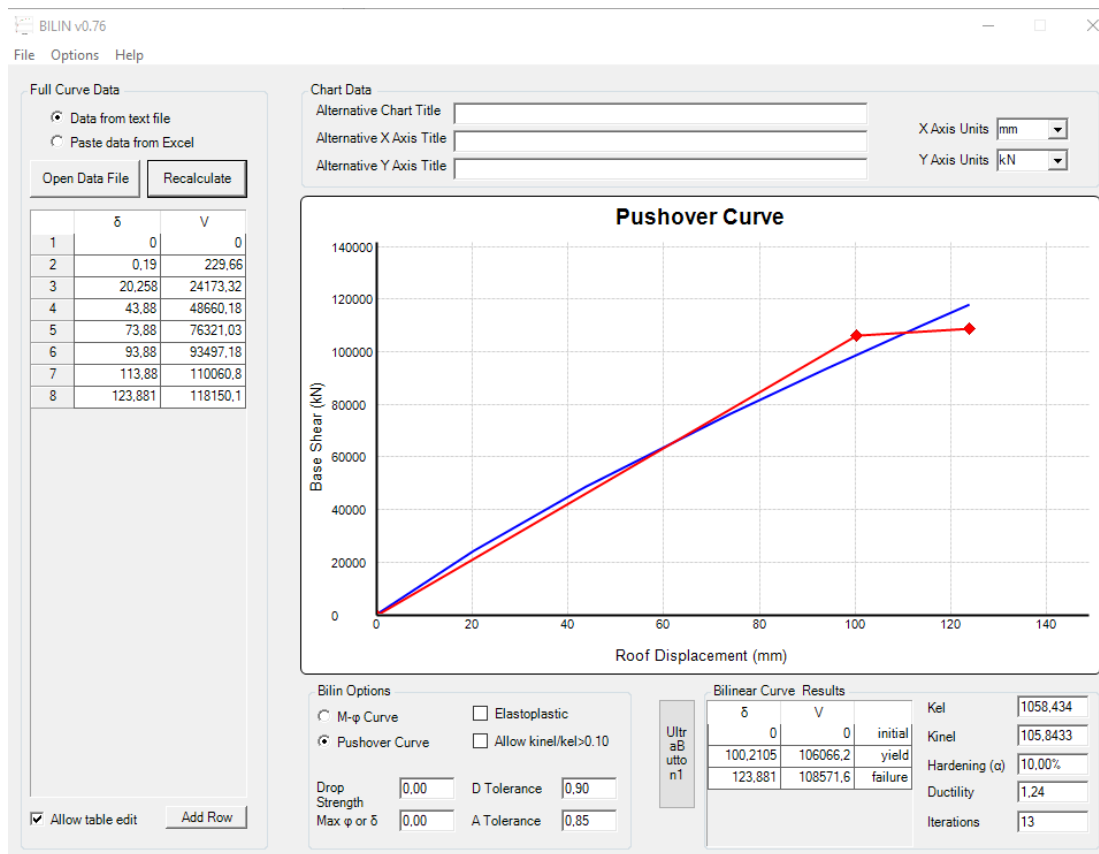 BILIN v0.76
File Options Help
Full Curve Data
Data from text file
Paste data from Excel
Open Data File Recalculate
δ V
1 0 0
2 0,19 229,66
3 20,258 24173,32
4 43,88 48660,18
5 73,88 76321,03
6 93,88 93497,18
7 113,88 110060,8
8 123,881 118150,1
Allow table edit Add Row
Chart Data
Alternative Chart Title
Alternative X Axis Title
Alternative Y Axis Title
X Axis Units mm
Y Axis Units kN
Pushover Curve
140000
120000
100000
80000
60000
40000
20000
0
Base Shear (kN)
0 20 40 60 80 100 120 140
Roof Displacement (mm)
Bilin Options
M-φ Curve
Pushover Curve
Elastoplastic
Allow kinel/kel>0.10
Drop Strength 0,00
Max φ or δ 0,00
D Tolerance 0,90
A Tolerance 0,85
Ultr
aB
utto
n1
Bilinear Curve Results
δ V
0 0 initial
100,2105 106066,2 yield
123,881 108571,6 failure
Kel 1058,434
Kinel 105,8433
Hardening (α) 10,00%
Ductility 1,24
Iterations 13